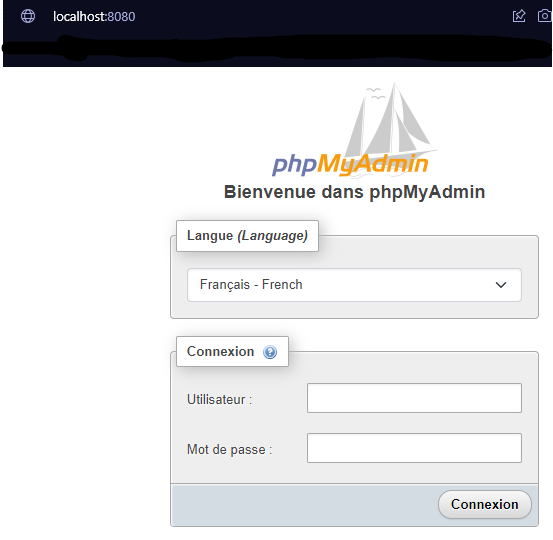 localhost:8080
phpMyAdmin
Bienvenue dans phpMyAdmin
Langue (Language)
Français - French
Connexion
Utilisateur :
Mot de passe :
Connexion